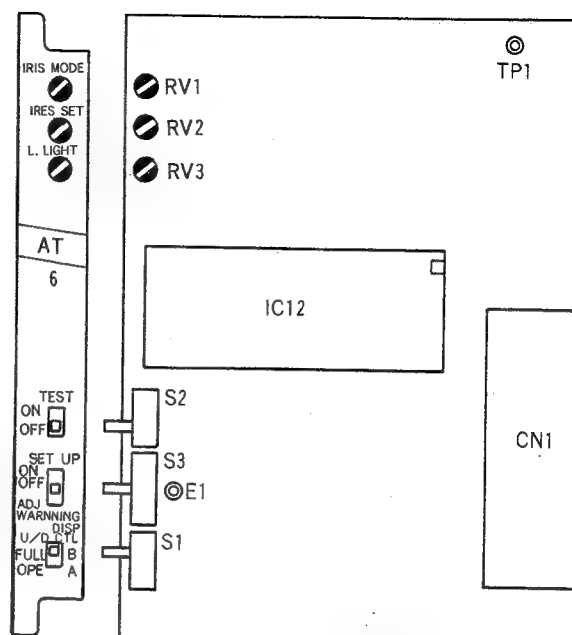 IRIS MODE
IRES SET
L. LIGHT
AT
6
TEST
ON
OFF
SET UP
ON
OFF
ADJ
WARNNING
DISP
U/D CTL
FULL B
OPE A
RV1
RV2
RV3
TP1
IC12
S2
S3
E1
S1
CN1